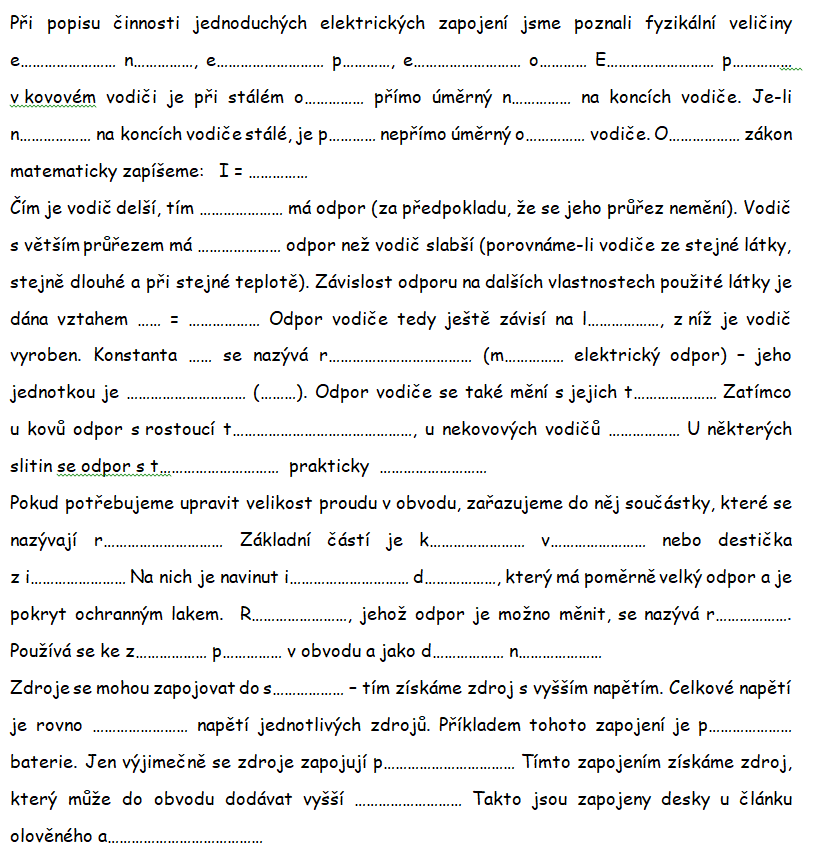 Při popisu činnosti jednoduchých elektrických zapojení jsme poznali fyzikální veličiny
e…………………… n……………, e……………………… p…………, e……………………… o………… E……………………… p……………
v kovovém vodiči je při stálém o…………… přímo úměrný n…………… na koncích vodiče. Je-li
n……………… na koncích vodiče stálé, je p………… nepřímo úměrný o…………… vodiče. O……………… zákon
matematicky zapíšeme: I = ……………
Čím je vodič delší, tím ………………… má odpor (za předpokladu, že se jeho průřez nemění). Vodič
s větším průřezem má ………………… odpor než vodič slabší (porovnáme-li vodiče ze stejné látky,
stejně dlouhé a při stejné teplotě). Závislost odporu na dalších vlastnostech použité látky je
dána vztahem …… = ……………… Odpor vodiče tedy ještě závisí na l………………, z níž je vodič
vyroben. Konstanta …… se nazývá r……………………………… (m…………… elektrický odpor) – jeho
jednotkou je ………………………… (………). Odpor vodiče se také mění s jejich t………………… Zatímco
u kovů odpor s rostoucí t………………………………………, u nekovových vodičů ……………… U některých
slitin se odpor s t………………………… prakticky ………………………
Pokud potřebujeme upravit velikost proudu v obvodu, zařazujeme do něj součástky, které se
nazývají r………………………… Základní částí je k…………………… v…………………… nebo destička
z i…………………… Na nich je navinut i………………………… d………………, který má poměrně velký odpor a je
pokryt ochranným lakem. R……………………, jehož odpor je možno měnit, se nazývá r……………….
Používá se ke z……………… p…………… v obvodu a jako d……………… n…………………
Zdroje se mohou zapojovat do s……………… – tím získáme zdroj s vyšším napětím. Celkové napětí
je rovno …………………… napětí jednotlivých zdrojů. Příkladem tohoto zapojení je p…………………
baterie. Jen výjimečně se zdroje zapojují p…………………………… Tímto zapojením získáme zdroj,
který může do obvodu dodávat vyšší ……………………… Takto jsou zapojeny desky u článku
olověného a…………………………………